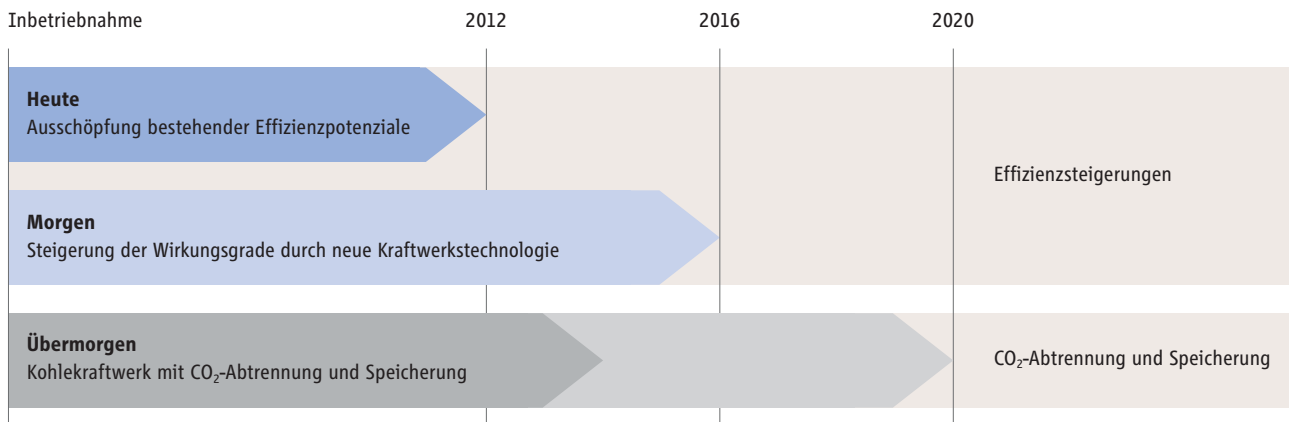 Inbetriebnahme 2012 2016 2020
Heute
Ausschöpfung bestehender Effizienzpotenziale
Effizienzsteigerungen
Morgen
Steigerung der Wirkungsgrade durch neue Kraftwerkstechnologie
Übermorgen
Kohlekraftwerk mit CO₂-Abtrennung und Speicherung
CO₂-Abtrennung und Speicherung